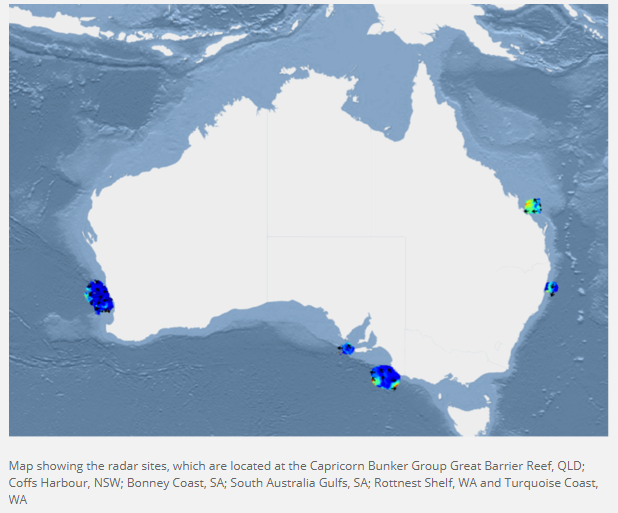 Map showing the radar sites, which are located at the Capricorn Bunker Group Great Barrier Reef, QLD;
Coffs Harbour, NSW; Bonney Coast, SA; South Australia Gulfs, SA; Rottnest Shelf, WA and Turquoise Coast,
WA